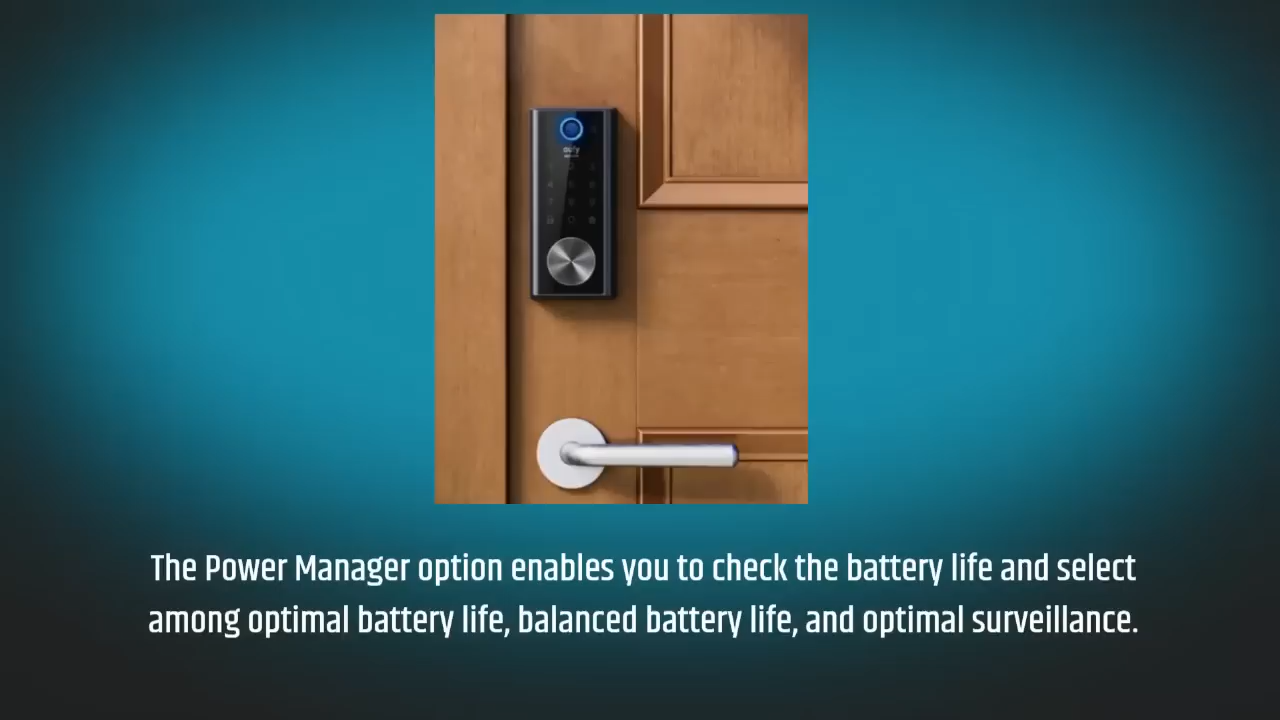 eufy
The Power Manager option enables you to check the battery life and select
among optimal battery life, balanced battery life, and optimal surveillance.